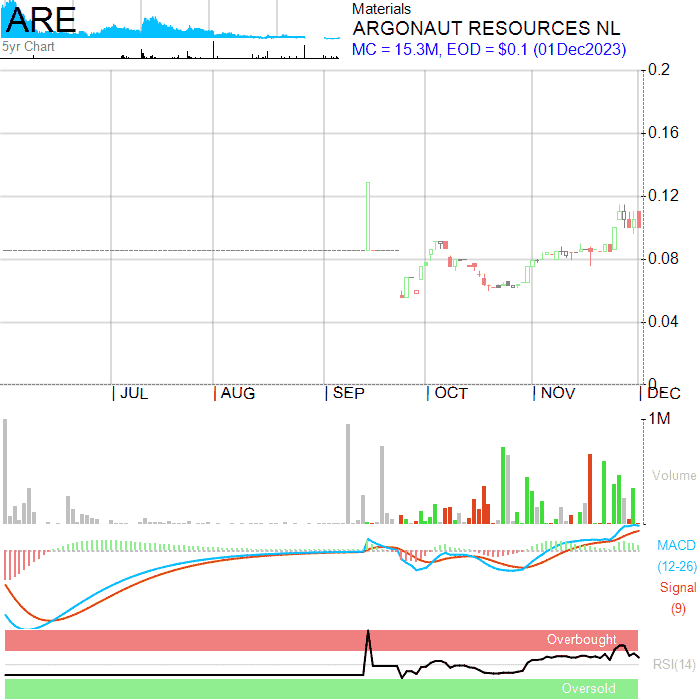 ARE
5yr Chart
Materials
ARGONAUT RESOURCES NL
MC = 15.3M, EOD = $0.1 (01Dec2023)
0.2
0.16
0.12
0.08
0.04
0
JUL AUG SEP OCT NOV DEC
1M
Volume
MACD
(12-26)
Signal
(9)
Overbought
RSI(14)
Oversold